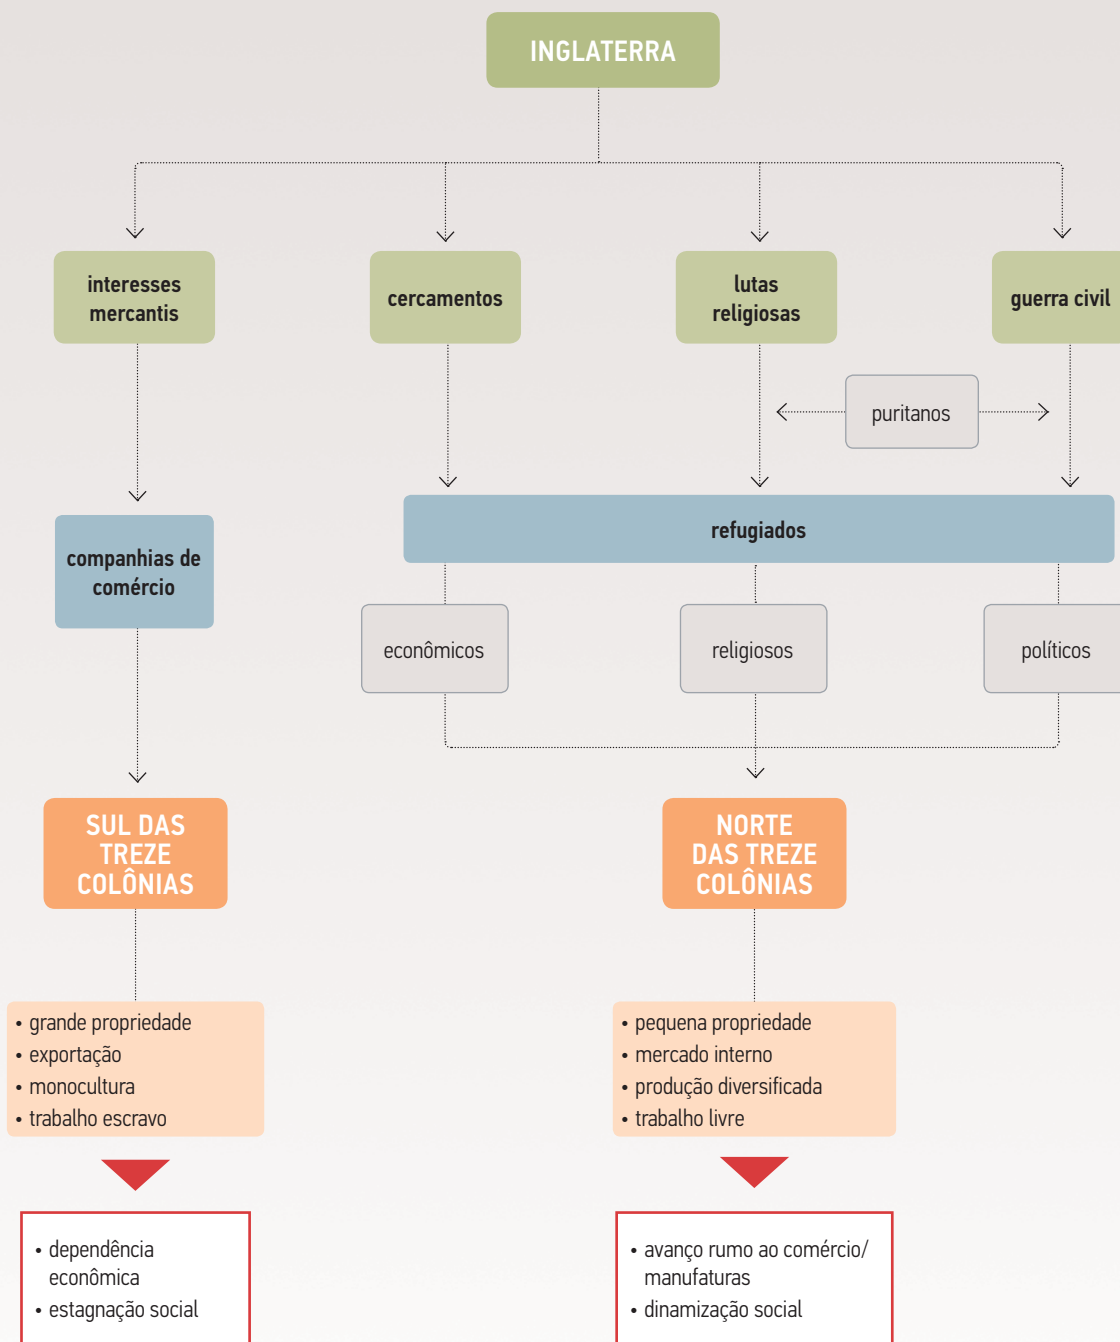 INGLATERRA
interesses
mercantis
cercamentos
lutas
religiosas
guerra civil
puritanos
companhias de
comércio
refugiados
econômicos
religiosos
políticos
SUL DAS
TREZE
COLÔNIAS
NORTE
DAS TREZE
COLÔNIAS
• grande propriedade
• exportação
• monocultura
• trabalho escravo
• pequena propriedade
• mercado interno
• produção diversificada
• trabalho livre
• dependência
econômica
• estagnação social
• avanço rumo ao comércio/
manufaturas
• dinamização social